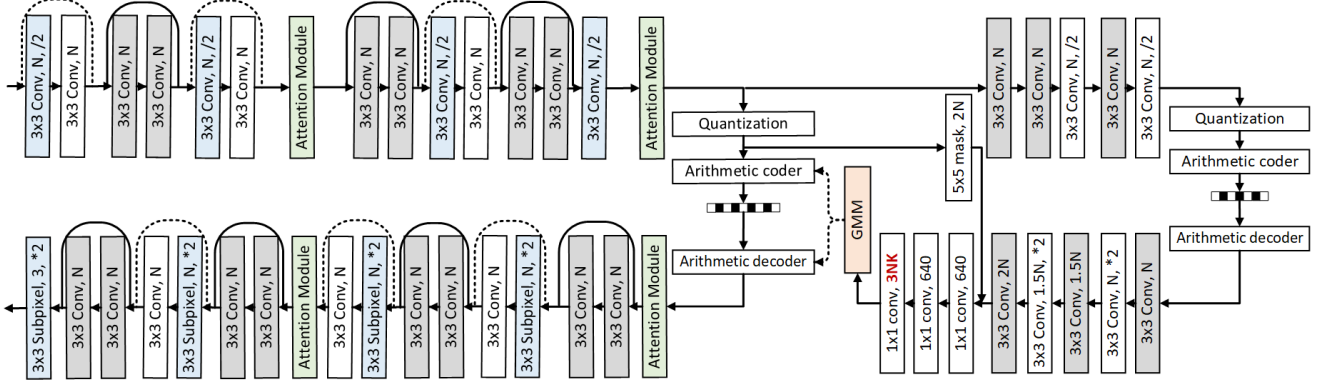 3x3 Conv, N, /2
3x3 Conv, N
3x3 Conv, N
3x3 Conv, N
3x3 Conv, N, /2
3x3 Conv, N
Attention Module
3x3 Conv, N
3x3 Conv, N
3x3 Conv, N, /2
3x3 Conv, N
3x3 Conv, N
3x3 Conv, N
3x3 Conv, N, /2
Attention Module
Quantization
Arithmetic coder
Arithmetic decoder
GMM
5x5 mask, 2N
3x3 Conv, N
3x3 Conv, N
3x3 Conv, N, /2
3x3 Conv, N
3x3 Conv, N, /2
Quantization
Arithmetic coder
Arithmetic decoder
3x3 Subpixel, 3, *2
3x3 Conv, N
3x3 Conv, N
3x3 Conv, N
3x3 Subpixel, N, *2
3x3 Conv, N
3x3 Conv, N
Attention Module
3x3 Conv, N
3x3 Subpixel, N, *2
3x3 Conv, N
3x3 Conv, N
3x3 Conv, N
3x3 Subpixel, N, *2
3x3 Conv, N
3x3 Conv, N
Attention Module
1x1 conv, 3NK
1x1 conv, 640
1x1 conv, 640
3x3 Conv, 2N
3x3 Conv, 1.5N, *2
3x3 Conv, 1.5N
3x3 Conv, N, *2
3x3 Conv, N